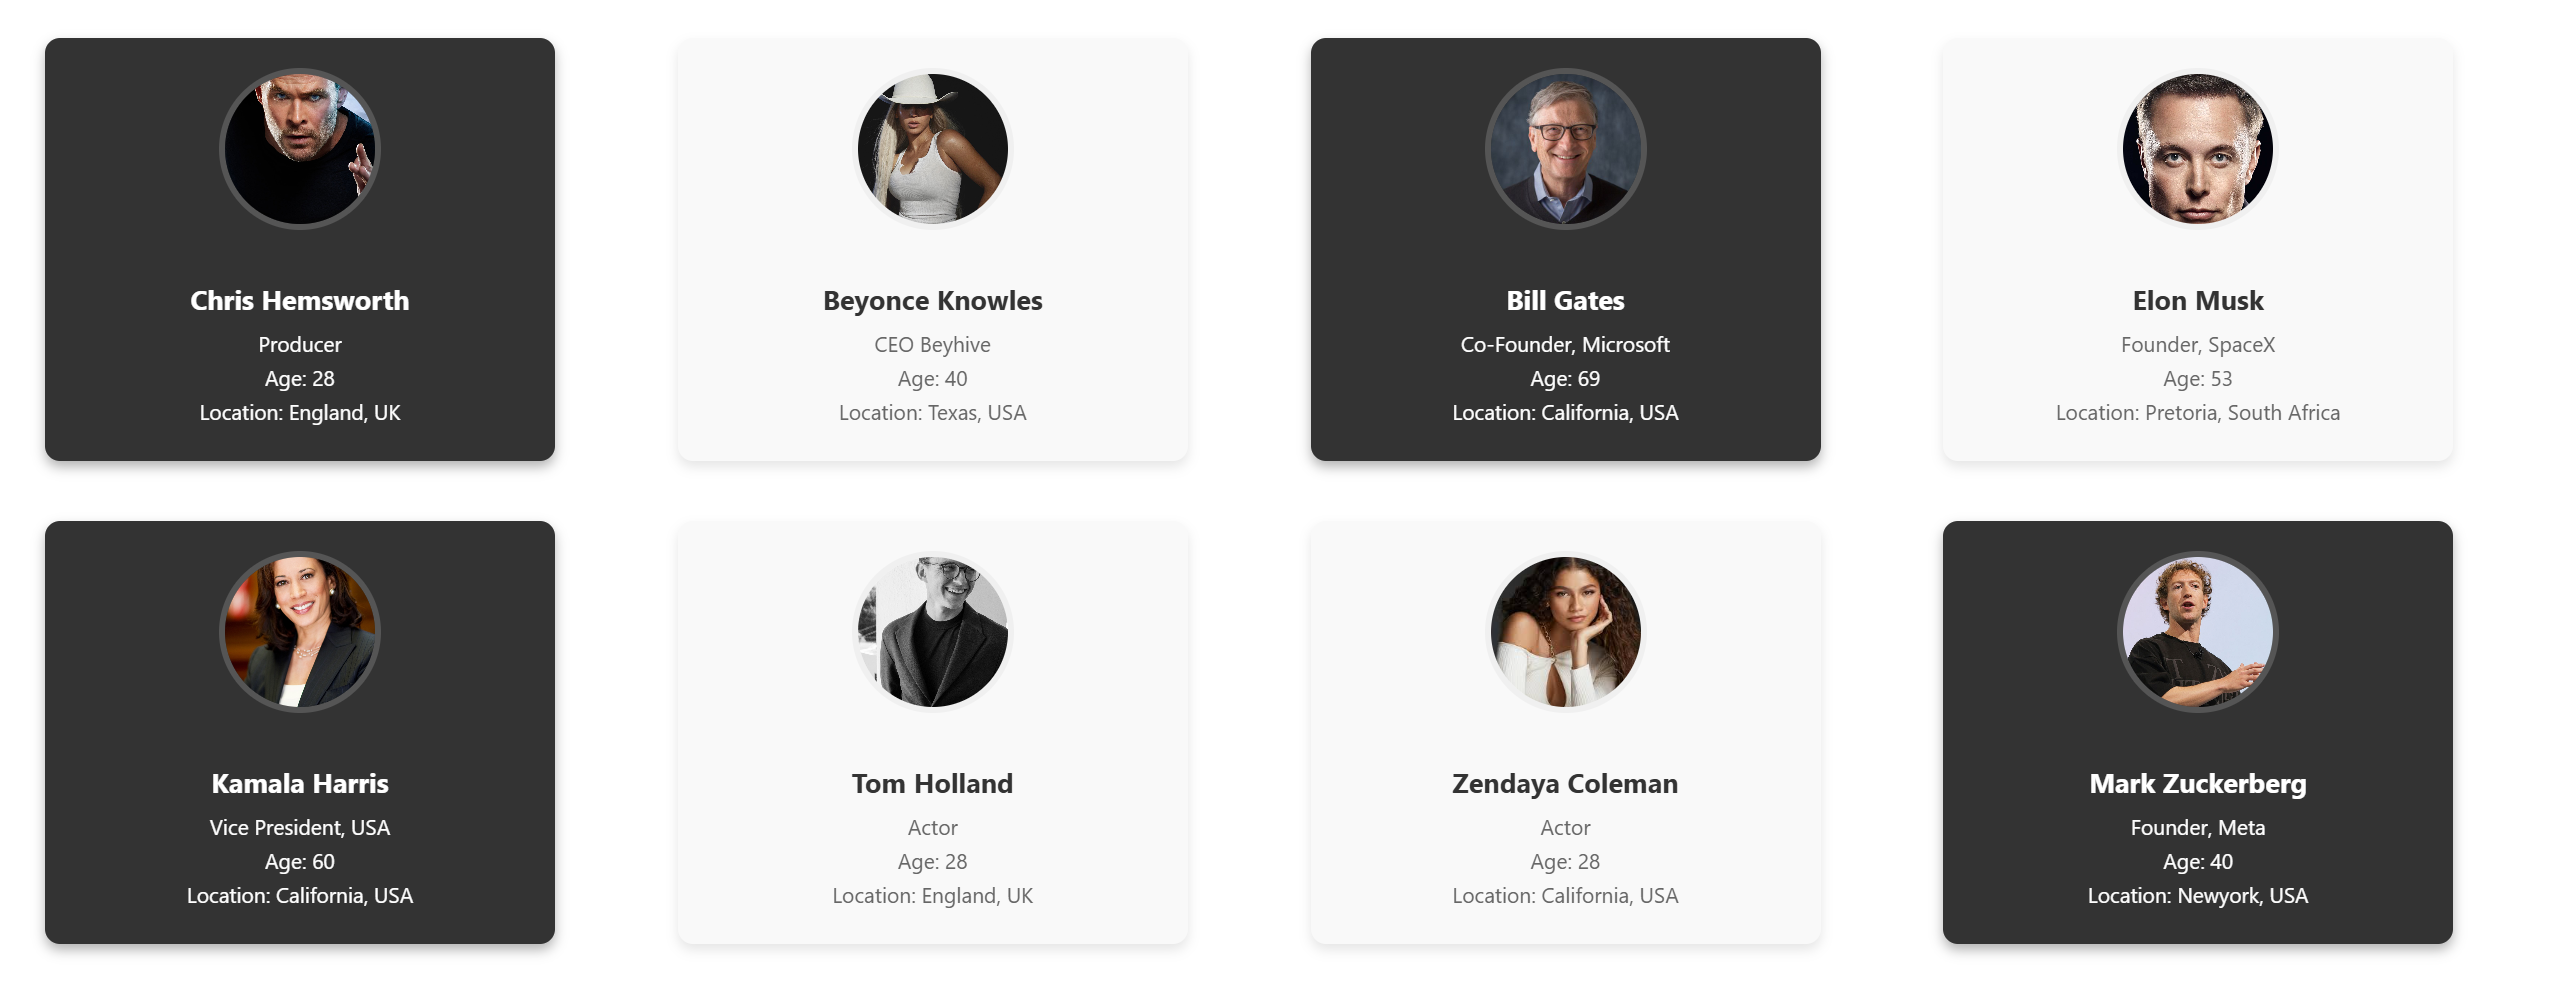 Chris Hemsworth
Producer
Age: 28
Location: England, UK
Beyonce Knowles
CEO Beyhive
Age: 40
Location: Texas, USA
Bill Gates
Co-Founder, Microsoft
Age: 69
Location: California, USA
Elon Musk
Founder, SpaceX
Age: 53
Location: Pretoria, South Africa
Kamala Harris
Vice President, USA
Age: 60
Location: California, USA
Tom Holland
Actor
Age: 28
Location: England, UK
Zendaya Coleman
Actor
Age: 28
Location: California, USA
Mark Zuckerberg
Founder, Meta
Age: 40
Location: Newyork, USA